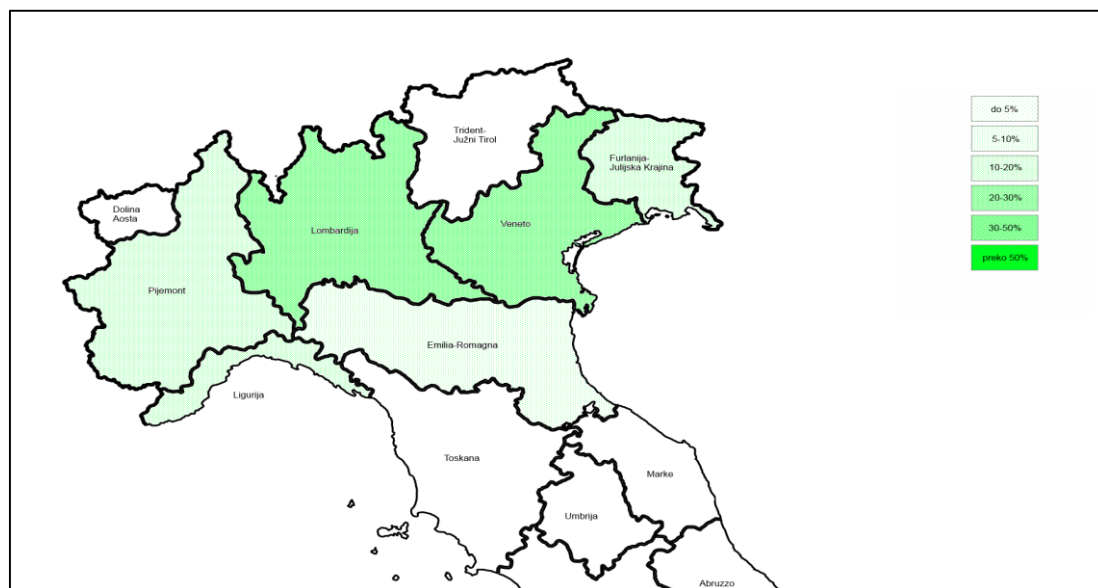 Trident-
Južni Tirol
Furlanija-
Julijska Krajina
Dolina
Aosta
Lombardija
Veneto
Pijemont
Emilia-Romagna
Ligurija
Toskana
Marke
Umbrija
Abruzzo
do 5%
5-10%
10-20%
20-30%
30-50%
preko 50%